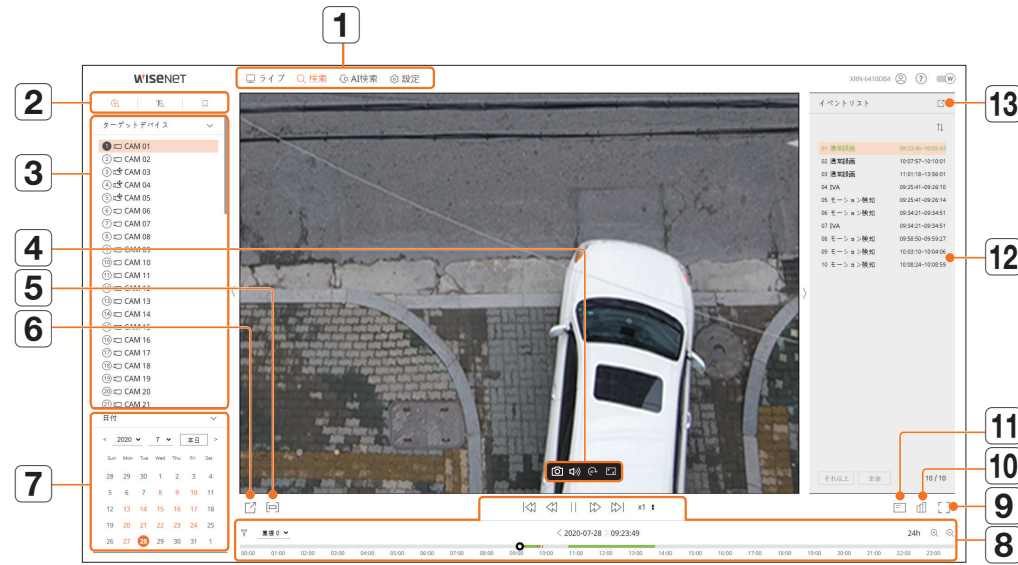 1
WISENET
ライブ 検索 AI検索 設定
XRN-6410DB4 ? W
2
13
ターゲットデバイス
イベントリスト
3
1 CAM 01
2 CAM 02
3 CAM 03
4 CAM 04
5 CAM 05
6 CAM 06
7 CAM 07
8 CAM 08
CAM 09
10 CAM 10
11 CAM 11
CAM 12
13 CAM 13
14 CAM 14
CAM 15
16 CAM 16
17 CAM 17
18 CAM 18
19 CAM 19
20 CAM 20
21 CAM 21
01 通常録画 09:23:46~10:05:43
02 通常録画 10:07:57~10:10:01
03 通常録画 11:01:18~13:56:01
04 IVA 09:25:41~09:26:10
05 モーション検知 09:25:41~09:26:14
06 モーション検知 09:34:21~09:34:51
07 IVA 09:34:21~09:34:51
08 モーション検知 09:58:50~09:59:27
09 モーション検知 10:03:10~10:04:06
10 モーション検知 10:08:24~10:08:59
4
5
6
12
日付
< 2020 7 本日 >
Sun Mon Tue Wed Thu Fri Sat
28 29 30 1 2 3 4
5 6 7 8 9 10 11
12 13 14 15 16 17 18
19 20 21 22 23 24 25
26 27 28 29 30 31 1
7
11
10
9
8
それ以上 全体 10 / 10
x1
重複 0
< 2020-07-28 > 09:23:49
24h
00:00 01:00 02:00 03:00 04:00 05:00 06:00 07:00 08:00 09:00 10:00 11:00 12:00 13:00 14:00 15:00 16:00 17:00 18:00 19:00 20:00 21:00 22:00 23:00